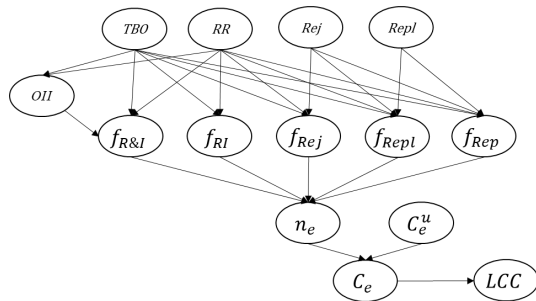 TBO RR Rej Repl
OII
f_{R&I} f_{RI} f_{Rej} f_{Repl} f_{Rep}
n_e C_e^u
C_e LCC